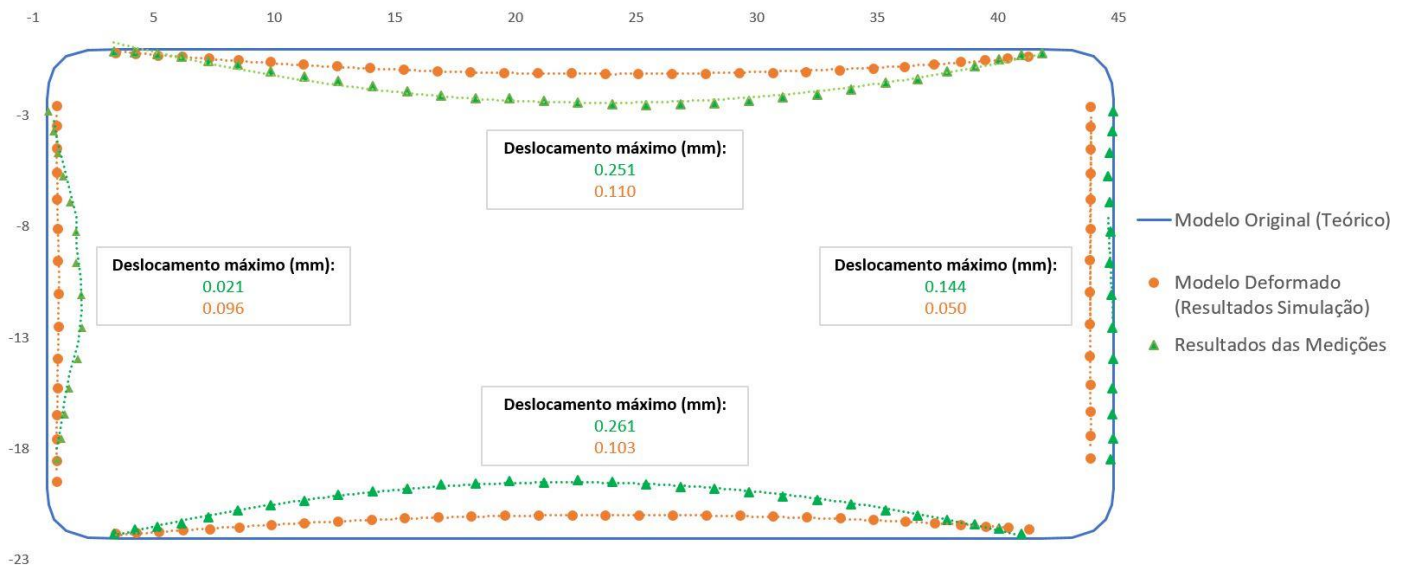 -1 5 10 15 20 25 30 35 40 45
-3
-8
-13
-18
-23
Deslocamento máximo (mm):
0.251
0.110
Deslocamento máximo (mm):
0.021
0.096
Deslocamento máximo (mm):
0.144
0.050
Deslocamento máximo (mm):
0.261
0.103
Modelo Original (Teórico)
Modelo Deformado
(Resultados Simulação)
Resultados das Medições